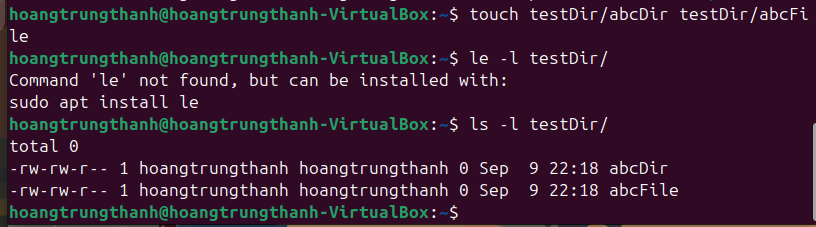 hoangtrungthanh@hoangtrungthanh-VirtualBox:~$ touch testDir/abcDir testDir/abcFi
le
hoangtrungthanh@hoangtrungthanh-VirtualBox:~$ le -l testDir/
Command 'le' not found, but can be installed with:
sudo apt install le
hoangtrungthanh@hoangtrungthanh-VirtualBox:~$ ls -l testDir/
total 0
-rw-rw-r-- 1 hoangtrungthanh hoangtrungthanh 0 Sep  9 22:18 abcDir
-rw-rw-r-- 1 hoangtrungthanh hoangtrungthanh 0 Sep  9 22:18 abcFile
hoangtrungthanh@hoangtrungthanh-VirtualBox:~$